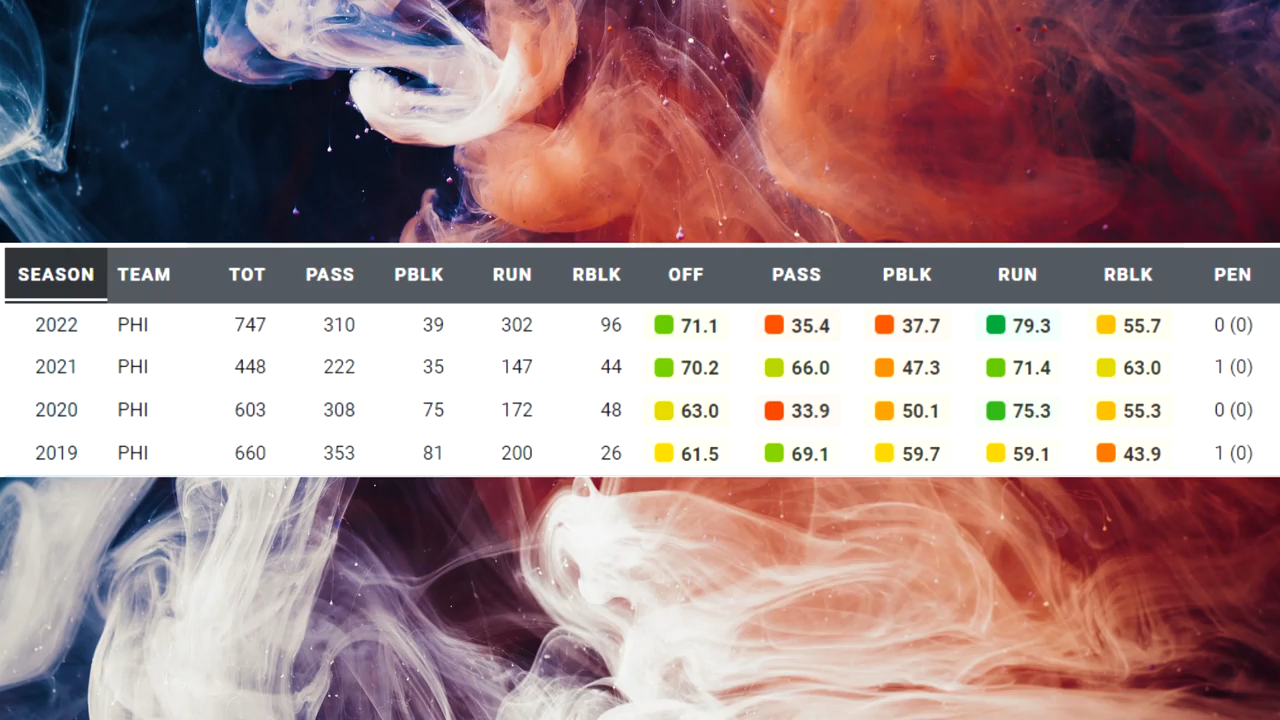 SEASON TEAM TOT PASS PBLK RUN RBLK OFF PASS PBLK RUN RBLK PEN
2022 PHI 747 310 39 302 96 71.1 35.4 37.7 79.3 55.7 0 (0)
2021 PHI 448 222 35 147 44 70.2 66.0 47.3 71.4 63.0 1 (0)
2020 PHI 603 308 75 172 48 63.0 33.9 50.1 75.3 55.3 0 (0)
2019 PHI 660 353 81 200 26 61.5 69.1 59.7 59.1 43.9 1 (0)